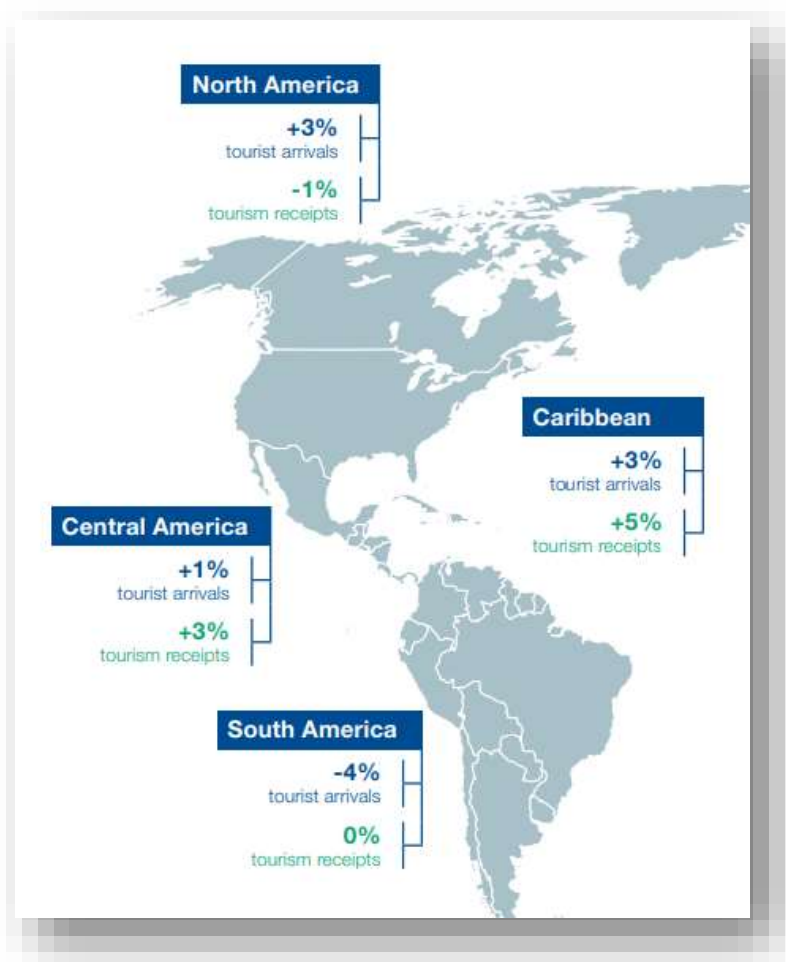 North America
+3%
tourist arrivals
-1%
tourism receipts
Caribbean
+3%
tourist arrivals
+5%
tourism receipts
Central America
+1%
tourist arrivals
+3%
tourism receipts
South America
-4%
tourist arrivals
0%
tourism receipts